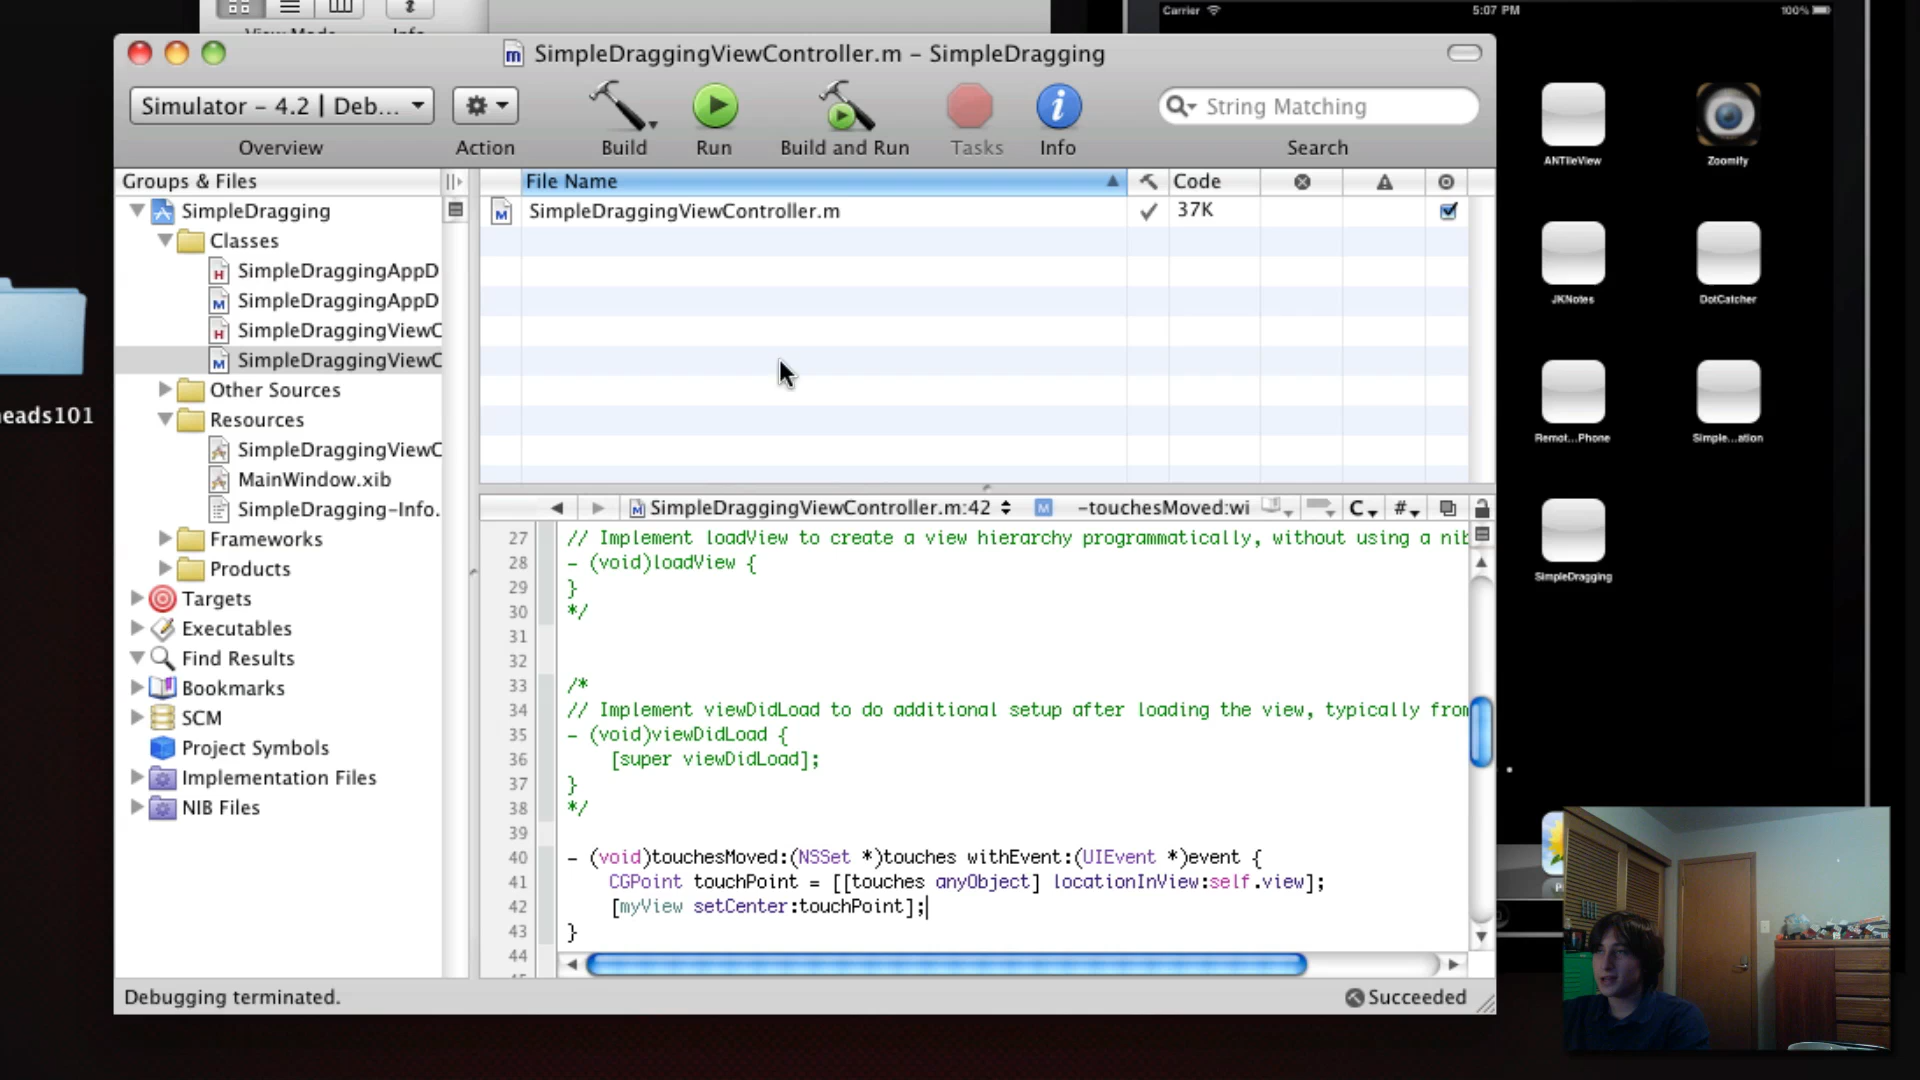 View Mode
Info
Carrier
5:07 PM
100%
SimpleDraggingViewController.m – SimpleDragging
Simulator – 4.2 | Deb...
String Matching
Overview
Action
Build
Run
Build and Run
Tasks
Info
Search
Groups & Files
File Name
Code
SimpleDraggingViewController.m
37K
SimpleDragging
Classes
SimpleDraggingAppD
SimpleDraggingAppD
SimpleDraggingViewC
SimpleDraggingViewC
Other Sources
Resources
SimpleDraggingViewC
MainWindow.xib
SimpleDragging-Info.
Frameworks
Products
Targets
Executables
Find Results
Bookmarks
SCM
Project Symbols
Implementation Files
NIB Files
SimpleDraggingViewController.m:42
-touchesMoved:wi
C
#
27 // Implement loadView to create a view hierarchy programmatically, without using a nib
28 - (void)loadView {
29 }
30 */
31
32
33 /*
34 // Implement viewDidLoad to do additional setup after loading the view, typically from
35 - (void)viewDidLoad {
36 [super viewDidLoad];
37 }
38 */
39
40 - (void)touchesMoved:(NSSet *)touches withEvent:(UIEvent *)event {
41 CGPoint touchPoint = [[touches anyObject] locationInView:self.view];
42 [myView setCenter:touchPoint];
43 }
44
Debugging terminated.
Succeeded
eads101
ANTileView
Zoomify
JKNotes
DotCatcher
Remot...Phone
Simple...ation
SimpleDragging